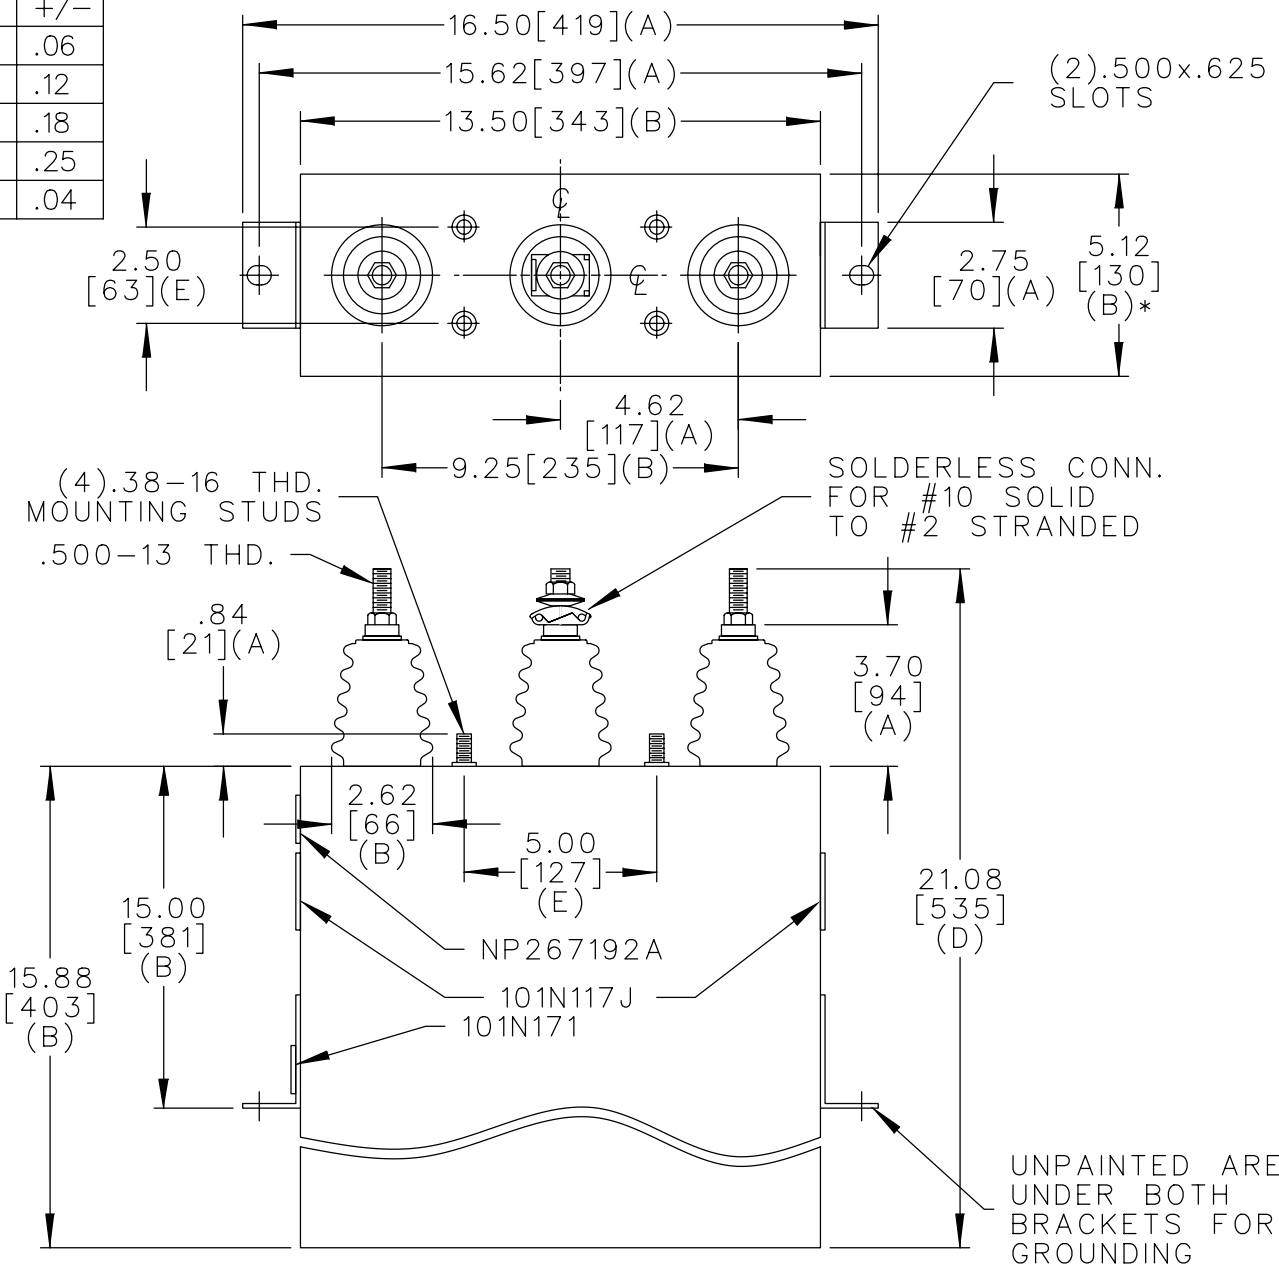 +/-
.06
.12
.18
.25
.04
16.50[419](A)
15.62[397](A)
13.50[343](B)
(2).500x.625
SLOTS
℄
℄
2.50
[63](E)
2.75
[70](A)
5.12
[130]
(B)*
4.62
[117](A)
9.25[235](B)
(4).38-16 THD.
MOUNTING STUDS
.500-13 THD.
SOLDERLESS CONN.
FOR #10 SOLID
TO #2 STRANDED
.84
[21](A)
3.70
[94]
(A)
2.62
[66]
(B)
5.00
[127]
(E)
21.08
[535]
(D)
15.00
[381]
(B)
15.88
[403]
(B)
NP267192A
101N117J
101N171
UNPAINTED ARE
UNDER BOTH
BRACKETS FOR
GROUNDING